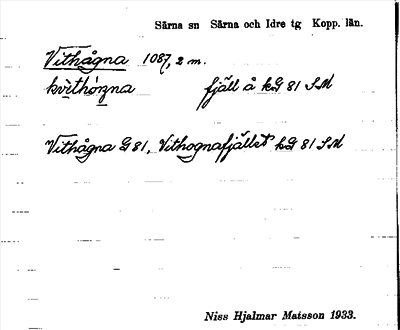 Särna sn Särna och Idre tg Kopp. län.
Vithågna 1087,2 m.
kvìthózna fjäll å kG 81 SM
Vithågna G 81, Vithognafjället kG 81 SM
Niss Hjalmar Matsson 1933.